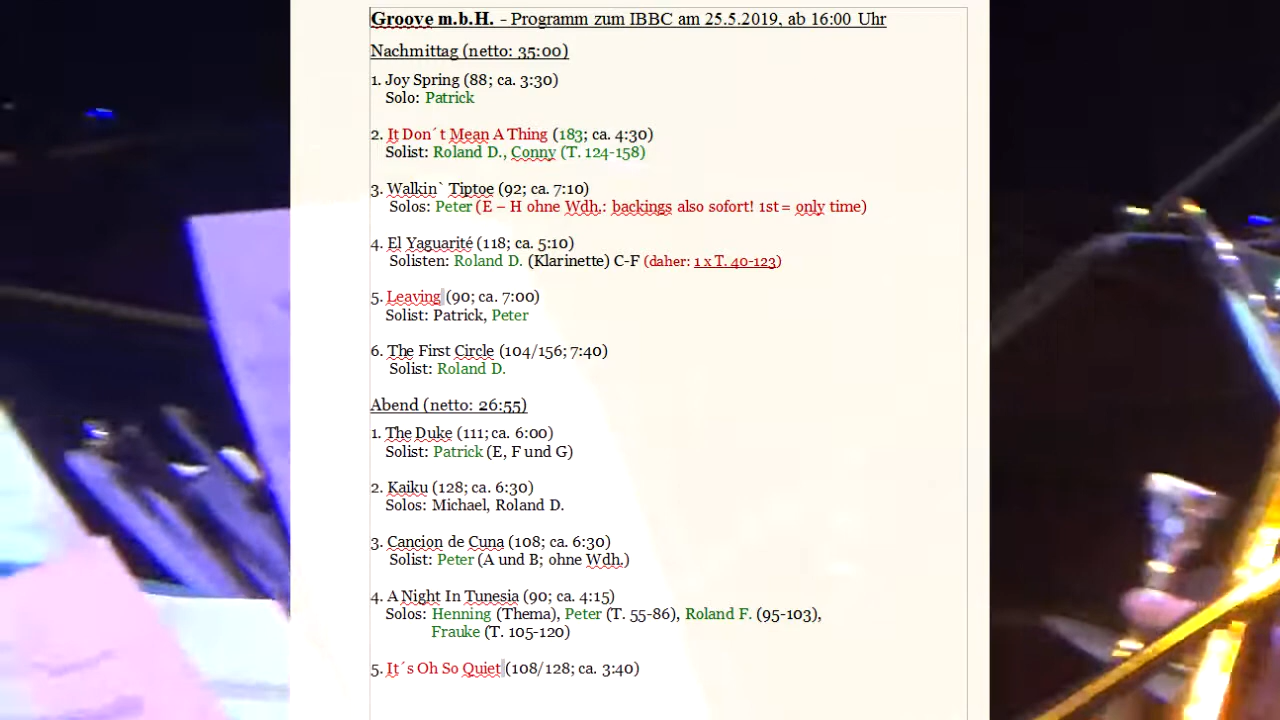 Groove m.b.H. - Programm zum IBBC am 25.5.2019, ab 16:00 Uhr
Nachmittag (netto: 35:00)
1. Joy Spring (88; ca. 3:30)
Solo: Patrick
2. It Don´t Mean A Thing (183; ca. 4:30)
Solist: Roland D., Conny (T. 124-158)
3. Walkin` Tiptoe (92; ca. 7:10)
Solos: Peter (E – H ohne Wdh.: backings also sofort! 1st = only time)
4. El Yaguarité (118; ca. 5:10)
Solisten: Roland D. (Klarinette) C-F (daher: 1 x T. 40-123)
5. Leaving (90; ca. 7:00)
Solist: Patrick, Peter
6. The First Circle (104/156; 7:40)
Solist: Roland D.
Abend (netto: 26:55)
1. The Duke (111; ca. 6:00)
Solist: Patrick (E, F und G)
2. Kaiku (128; ca. 6:30)
Solos: Michael, Roland D.
3. Cancion de Cuna (108; ca. 6:30)
Solist: Peter (A und B; ohne Wdh.)
4. A Night In Tunesia (90; ca. 4:15)
Solos: Henning (Thema), Peter (T. 55-86), Roland F. (95-103),
Frauke (T. 105-120)
5. It´s Oh So Quiet (108/128; ca. 3:40)